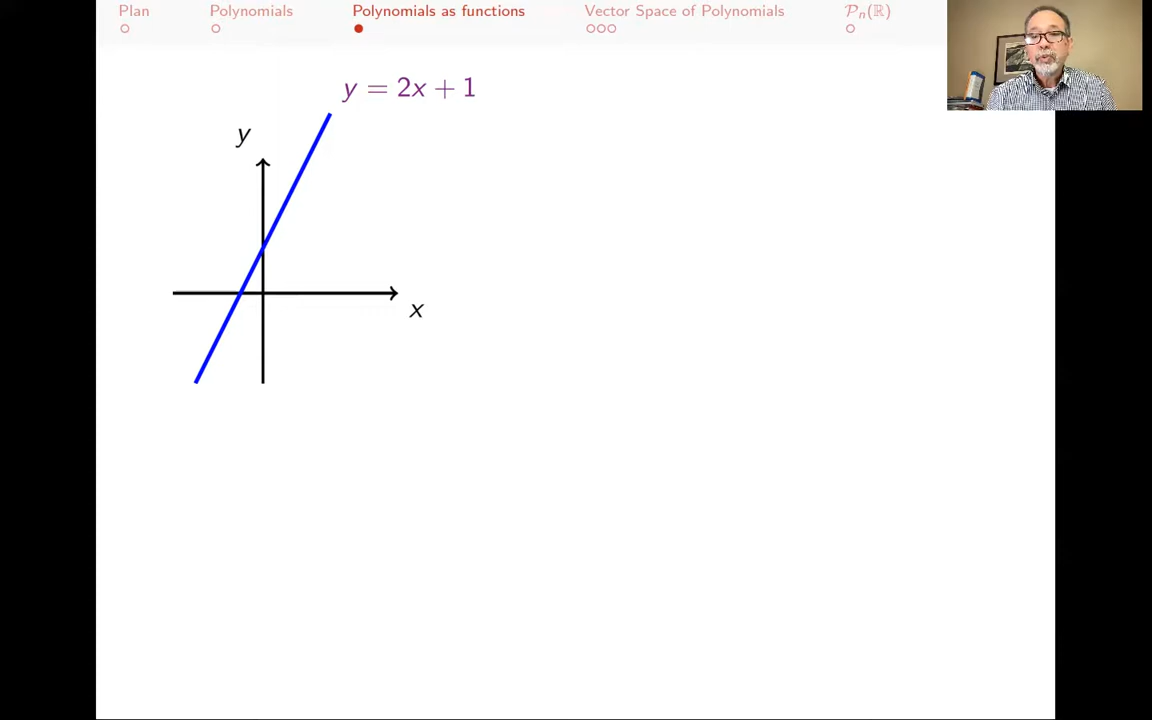 Plan Polynomials Polynomials as functions Vector Space of Polynomials 𝒫ₙ(ℝ)
y = 2x + 1
y
x